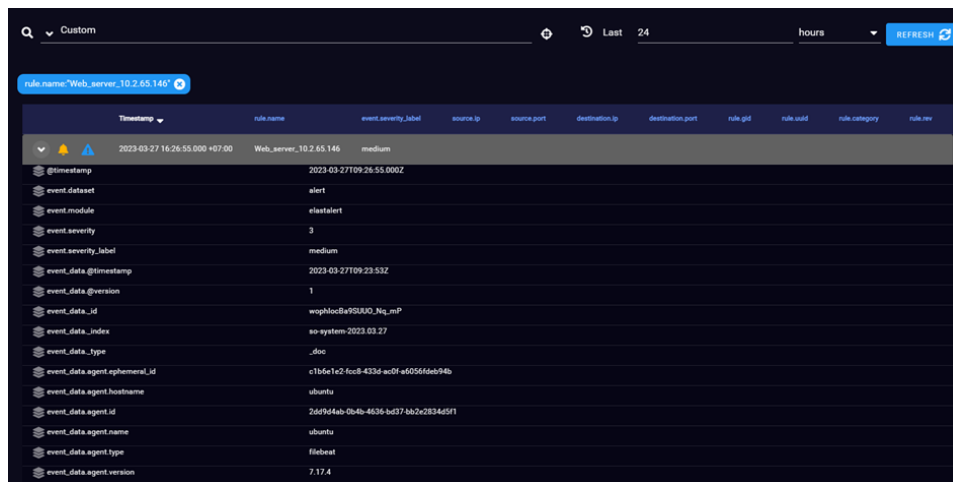 Custom Last 24 hours REFRESH
rule.name:"Web_server_10.2.65.146"
Timestamp rule.name event.severity_label source.ip source.port destination.ip destination.port rule.gid rule.uuid rule.category rule.rev
2023-03-27 16:26:55.000 +07:00 Web_server_10.2.65.146 medium
@timestamp 2023-03-27T09:26:55.000Z
event.dataset alert
event.module elastalert
event.severity 3
event.severity_label medium
event_data.@timestamp 2023-03-27T09:23:53Z
event_data.@version 1
event_data._id wophlocBa9SUUO_Nq_mP
event_data._index so-system-2023.03.27
event_data._type _doc
event_data.agent.ephemeral_id c1b6e1e2-fcc8-433d-ac0f-a6056fdeb94b
event_data.agent.hostname ubuntu
event_data.agent.id 2dd9d4ab-0b4b-4636-bd37-bb2e2834d5f1
event_data.agent.name ubuntu
event_data.agent.type filebeat
event_data.agent.version 7.17.4